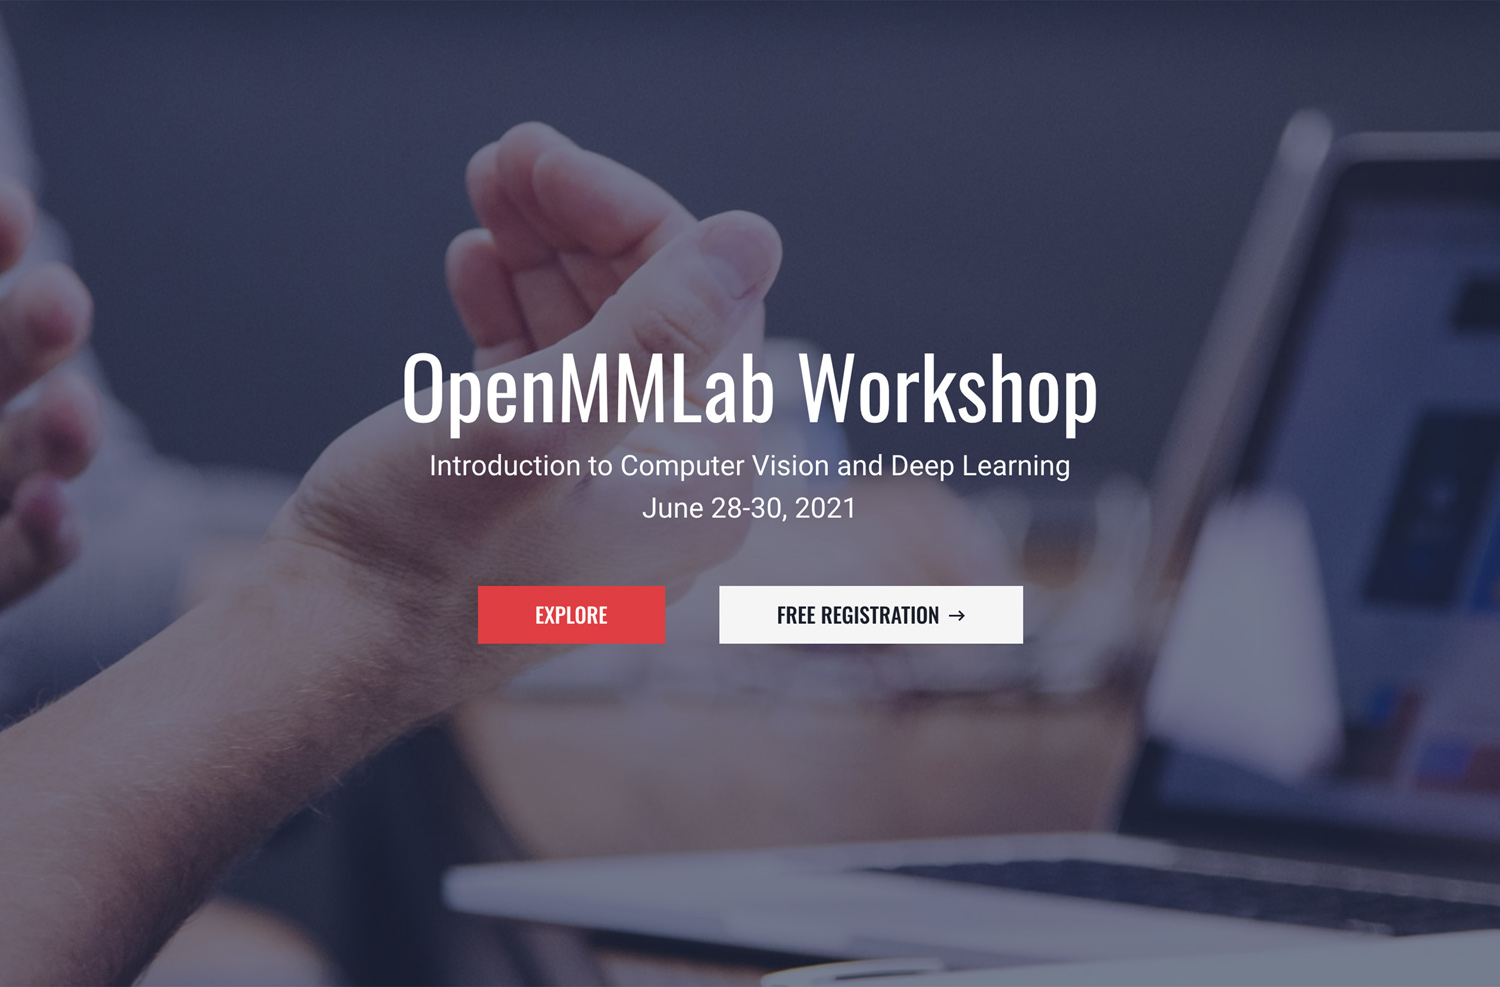 OpenMMLab Workshop
Introduction to Computer Vision and Deep Learning
June 28-30, 2021
EXPLORE
FREE REGISTRATION →